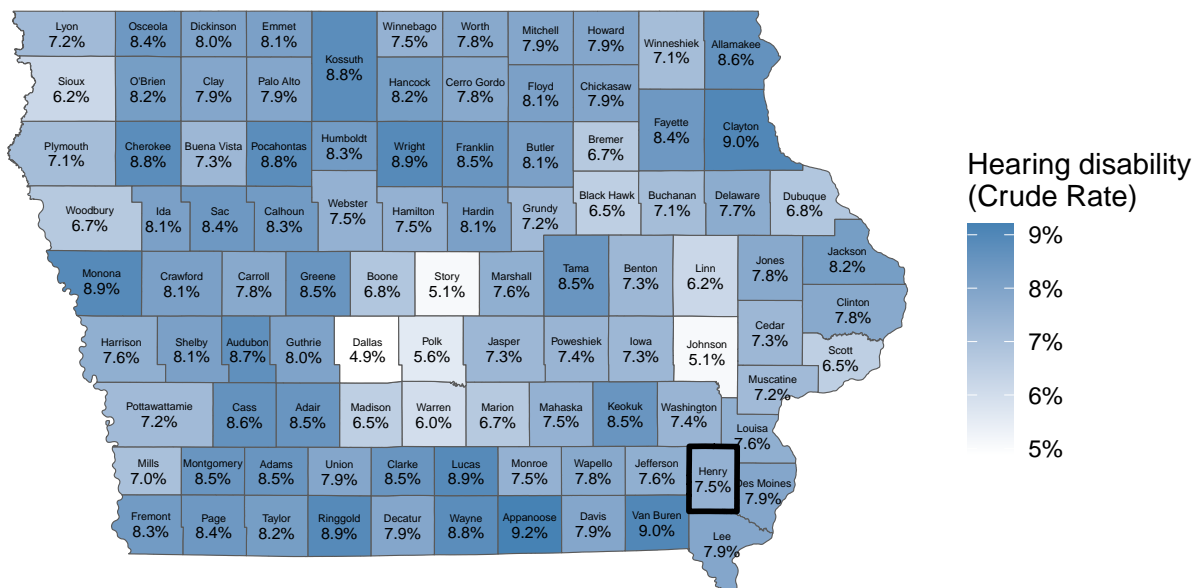 Lyon
7.2%
Osceola
8.4%
Dickinson
8.0%
Emmet
8.1%
Kossuth
8.8%
Winnebago
7.5%
Worth
7.8%
Mitchell
7.9%
Howard
7.9%
Winneshiek
7.1%
Allamakee
8.6%
Sioux
6.2%
O'Brien
8.2%
Clay
7.9%
Palo Alto
7.9%
Hancock
8.2%
Cerro Gordo
7.8%
Floyd
8.1%
Chickasaw
7.9%
Fayette
8.4%
Clayton
9.0%
Plymouth
7.1%
Cherokee
8.8%
Buena Vista
7.3%
Pocahontas
8.8%
Humboldt
8.3%
Wright
8.9%
Franklin
8.5%
Butler
8.1%
Bremer
6.7%
Woodbury
6.7%
Ida
8.1%
Sac
8.4%
Calhoun
8.3%
Webster
7.5%
Hamilton
7.5%
Hardin
8.1%
Grundy
7.2%
Black Hawk
6.5%
Buchanan
7.1%
Delaware
7.7%
Dubuque
6.8%
Monona
8.9%
Crawford
8.1%
Carroll
7.8%
Greene
8.5%
Boone
6.8%
Story
5.1%
Marshall
7.6%
Tama
8.5%
Benton
7.3%
Linn
6.2%
Jones
7.8%
Jackson
8.2%
Clinton
7.8%
Harrison
7.6%
Shelby
8.1%
Audubon
8.7%
Guthrie
8.0%
Dallas
4.9%
Polk
5.6%
Jasper
7.3%
Poweshiek
7.4%
Iowa
7.3%
Johnson
5.1%
Cedar
7.3%
Scott
6.5%
Muscatine
7.2%
Pottawattamie
7.2%
Cass
8.6%
Adair
8.5%
Madison
6.5%
Warren
6.0%
Marion
6.7%
Mahaska
7.5%
Keokuk
8.5%
Washington
7.4%
Louisa
7.6%
Mills
7.0%
Montgomery
8.5%
Adams
8.5%
Union
7.9%
Clarke
8.5%
Lucas
8.9%
Monroe
7.5%
Wapello
7.8%
Jefferson
7.6%
Henry
7.5%
Des Moines
7.9%
Fremont
8.3%
Page
8.4%
Taylor
8.2%
Ringgold
8.9%
Decatur
7.9%
Wayne
8.8%
Appanoose
9.2%
Davis
7.9%
Van Buren
9.0%
Lee
7.9%
Hearing disability
(Crude Rate)
9%
8%
7%
6%
5%